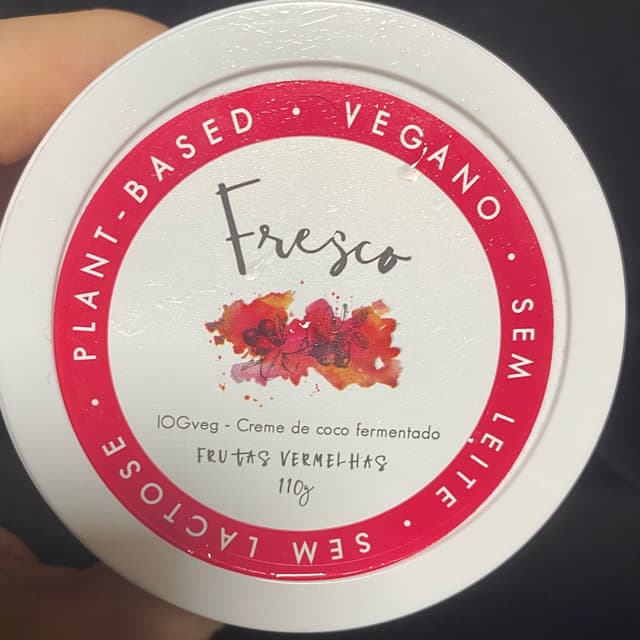 PLANT-BASED • VEGANO • SEM LEITE • SEM LACTOSE •
Fresco
IOGveg - Creme de coco fermentado
FRUTAS VERMELHAS
110g